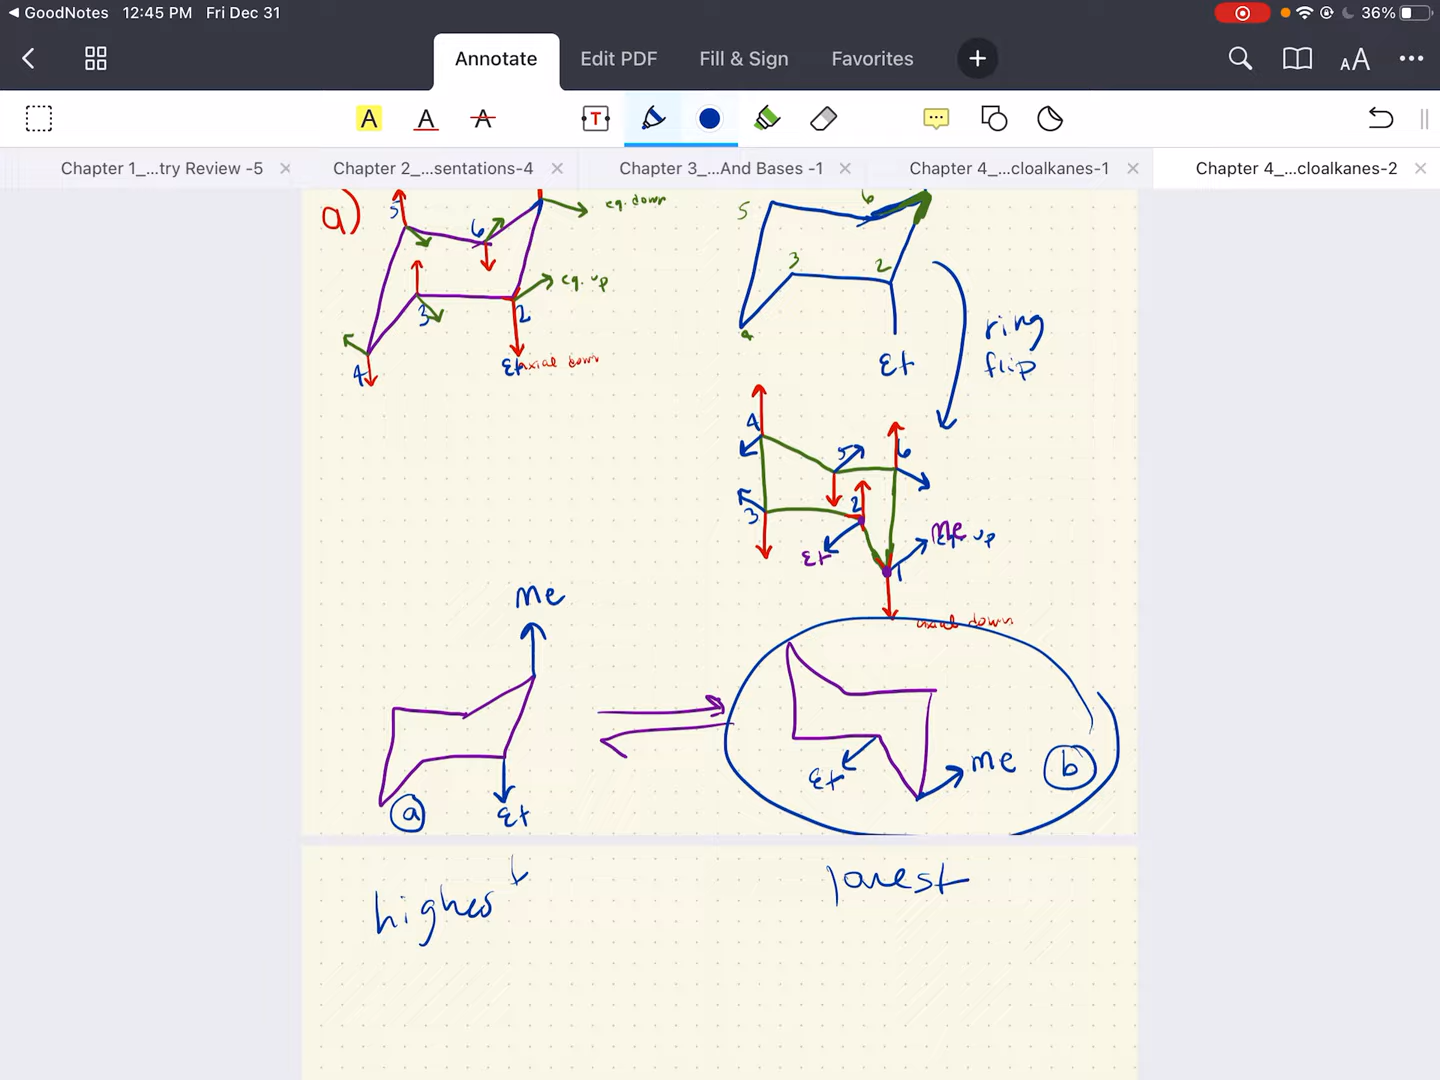 GoodNotes 12:45 PM Fri Dec 31 36%
Annotate Edit PDF Fill & Sign Favorites
A A A T AA
Chapter 1_...try Review -5 Chapter 2_...sentations-4 Chapter 3_...And Bases -1 Chapter 4_...cloalkanes-1 Chapter 4_...cloalkanes-2
a)
5
6
eq. down
eq. up
3
2
4
Et axial down
5
6
3
2
4
Et
ring
flip
4
5
6
2
3
Et
Me
up
1
axial down
Me
Et
a
Et
Me
b
highest
lowest